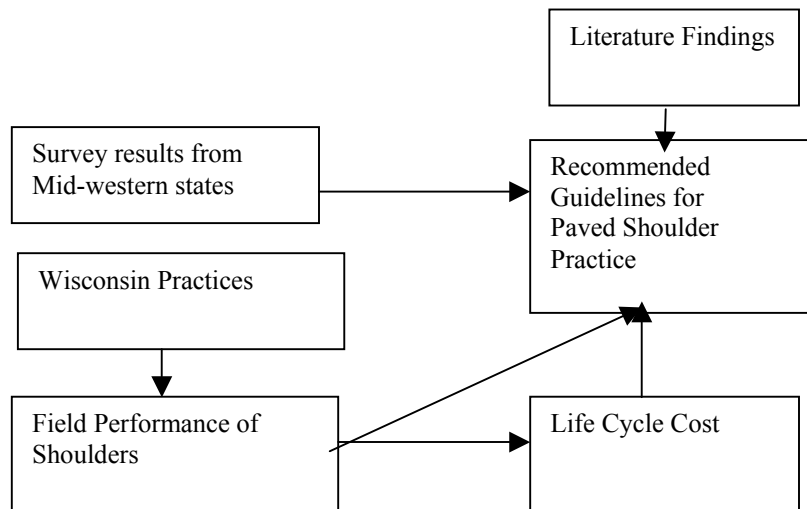 Literature Findings
Survey results from
Mid-western states
Recommended
Guidelines for
Paved Shoulder
Practice
Wisconsin Practices
Field Performance of
Shoulders
Life Cycle Cost